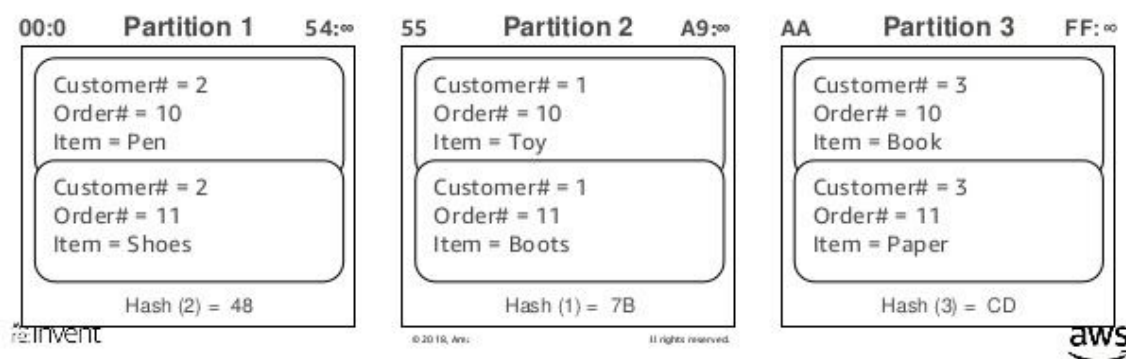 00:0 Partition 1 54:∞
55 Partition 2 A9:∞
AA Partition 3 FF:∞
Customer# = 2
Order# = 10
Item = Pen
Customer# = 2
Order# = 11
Item = Shoes
Hash (2) = 48
Customer# = 1
Order# = 10
Item = Toy
Customer# = 1
Order# = 11
Item = Boots
Hash (1) = 7B
Customer# = 3
Order# = 10
Item = Book
Customer# = 3
Order# = 11
Item = Paper
Hash (3) = CD
re:Invent
© 2018, rights reserved.
aws